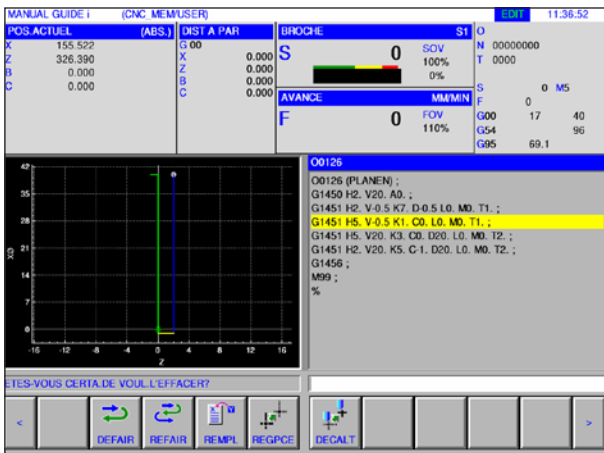 MANUAL GUIDE i (CNC_MEM/USER) EDIT 11:36.52
POS.ACTUEL (ABS.)
X 155.522
Z 326.390
B 0.000
C 0.000
DIST A PAR
G 00
X 0.000
Z 0.000
B 0.000
C 0.000
BROCHE S1
S 0 SOV
100%
0%
AVANCE MM/MIN
F 0 FOV
110%
O
N 00000000
T 0000
S 0 M5
F 0
G00 17 40
G54 96
G95 69.1
42
35
28
21
14
7
0
XD
-16 -12 -8 -4 0 4 8 12 16
Z
O0126
O0126 (PLANEN) ;
G1450 H2. V20. A0. ;
G1451 H2. V-0.5 K7. D-0.5 L0. M0. T1. ;
G1451 H5. V-0.5 K1. C0. L0. M0. T1. ;
G1451 H5. V20. K3. C0. D20. L0. M0. T2. ;
G1451 H2. V20. K5. C-1. D20. L0. M0. T2. ;
G1456 ;
M99 ;
%
ETES-VOUS CERTA.DE VOUL.L'EFFACER?
< DEFAIR REFAIR REMPL REGPCE DECALT >